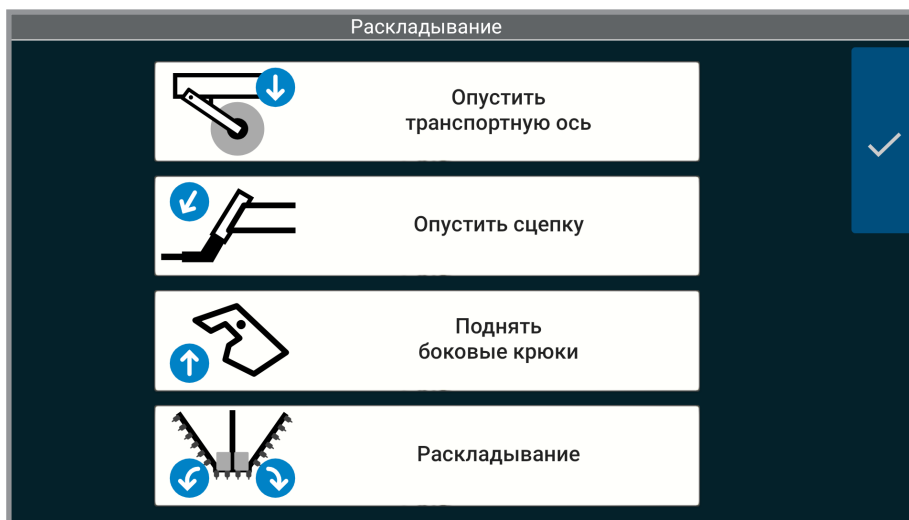 Раскладывание
Опустить
транспортную ось
Опустить сцепку
Поднять
боковые крюки
Раскладывание